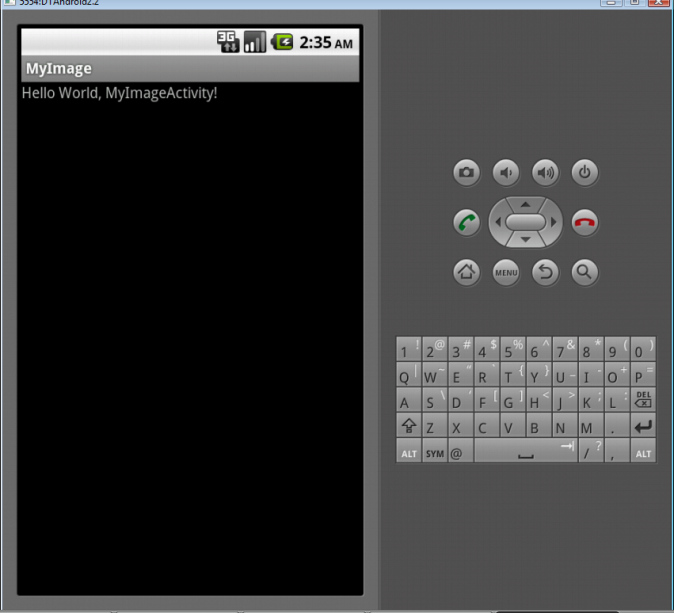 5554:D1Android2.2
2:35 AM
MyImage
Hello World, MyImageActivity!
MENU
1 ! 2 @ 3 # 4 $ 5 % 6 ^ 7 & 8 * 9 ( 0 )
Q | W ~ E " R ` T { Y } U _ I - O + P =
A S \ D ' F [ G ] H < J > K ; L : DEL
Z X C V B N M .
ALT SYM @ / ? , ALT
3G